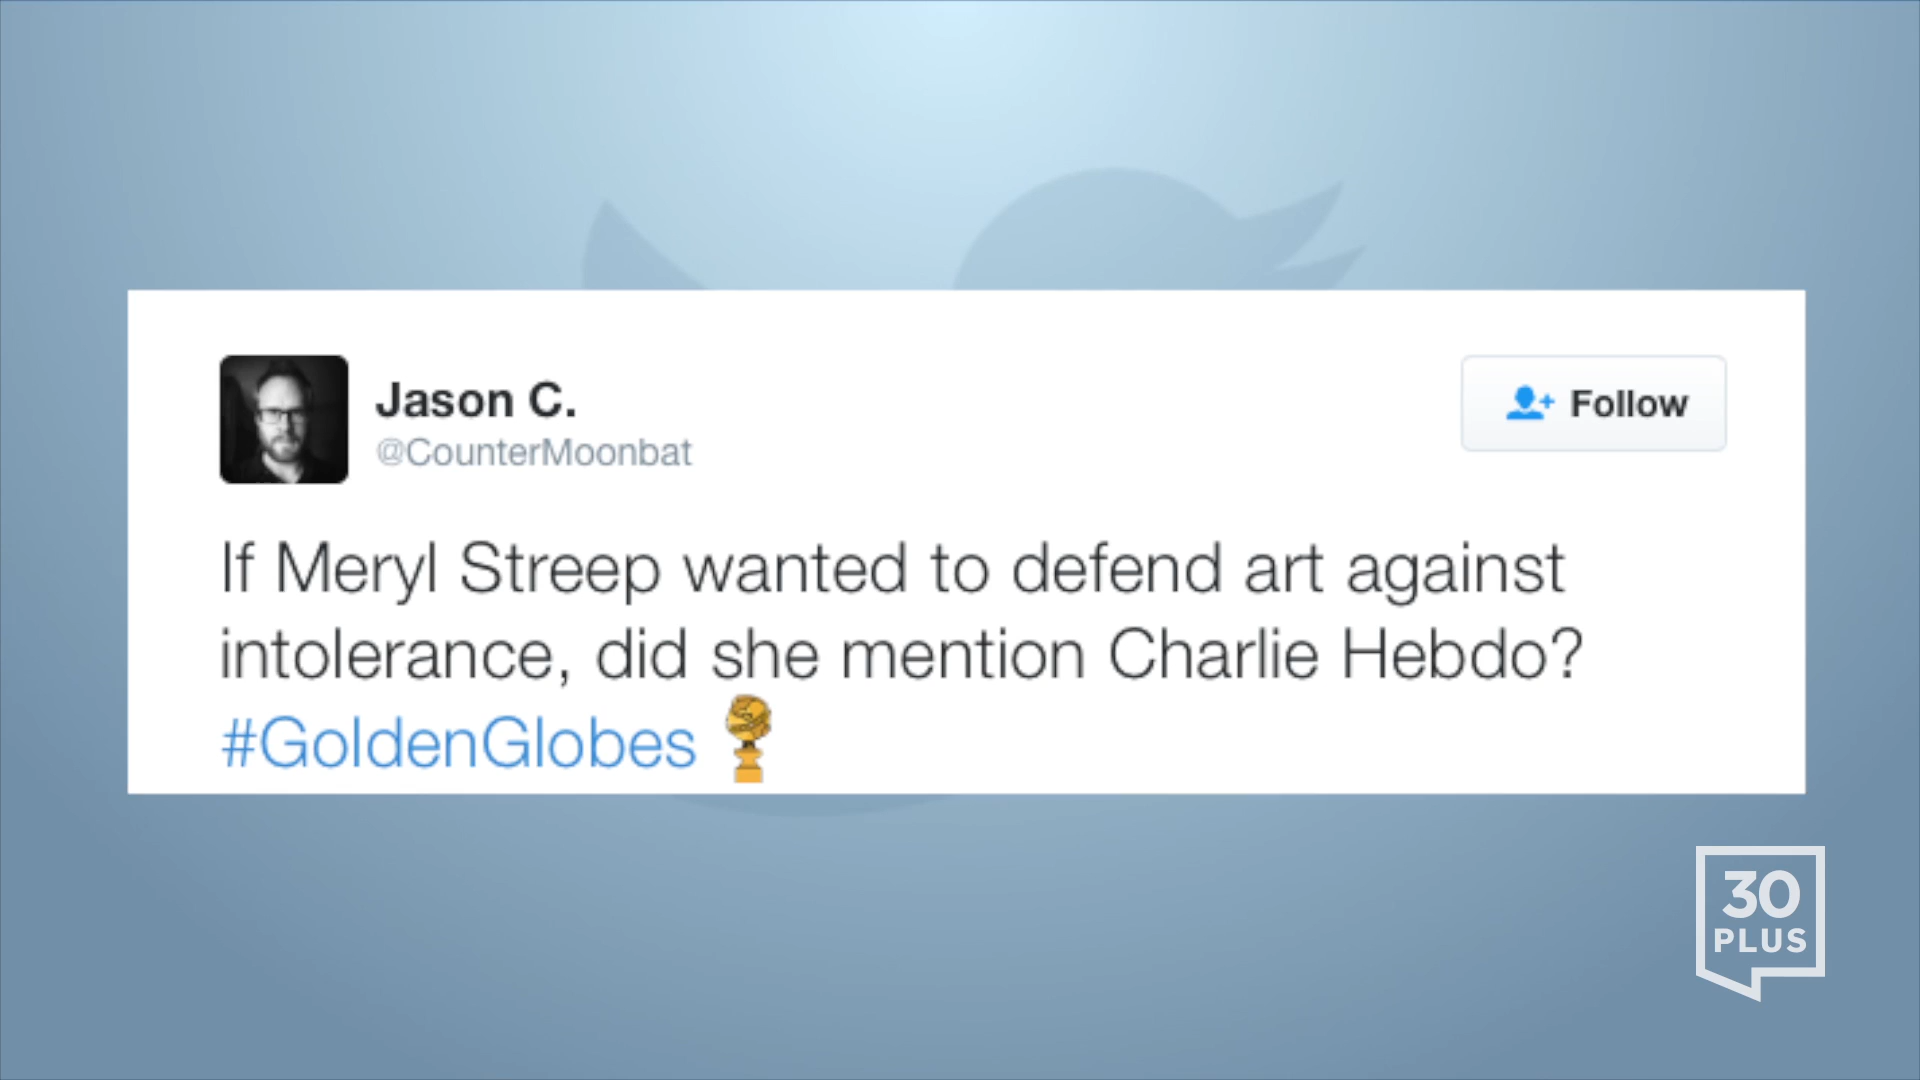 Jason C.
@CounterMoonbat
Follow
If Meryl Streep wanted to defend art against
intolerance, did she mention Charlie Hebdo?
#GoldenGlobes
30
PLUS